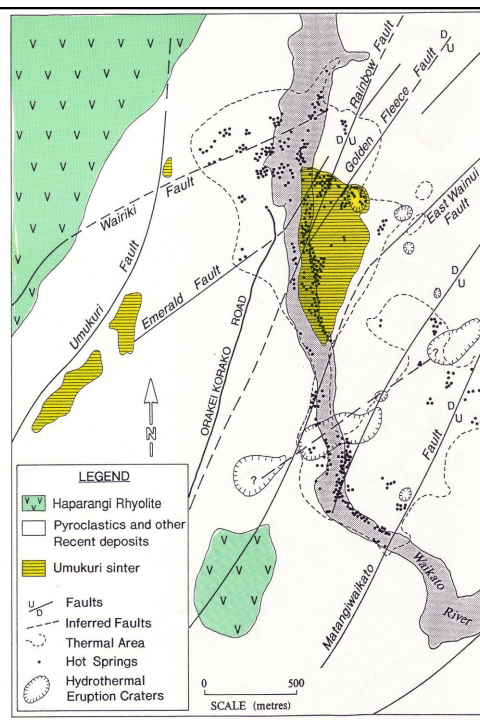 V V V V V
V V V V
V V V V
V V V
V V V
V V V
V V
V V
V
V
V
D
U
Rainbow Fault
D
U
Golden Fleece Fault
East Wainui
Fault
Wairiki Fault
Umukuri Fault
Emerald Fault
ORAKEI KORAKO ROAD
D
U
?
D
U
N
?
Matangiwaikato Fault
Waikato
River
V V
V V
V V
V V
V
LEGEND
V V V
V
Haparangi Rhyolite
Pyroclastics and other
Recent deposits
Umukuri sinter
U
D
Faults
Inferred Faults
Thermal Area
Hot Springs
Hydrothermal
Eruption Craters
0 500
SCALE (metres)